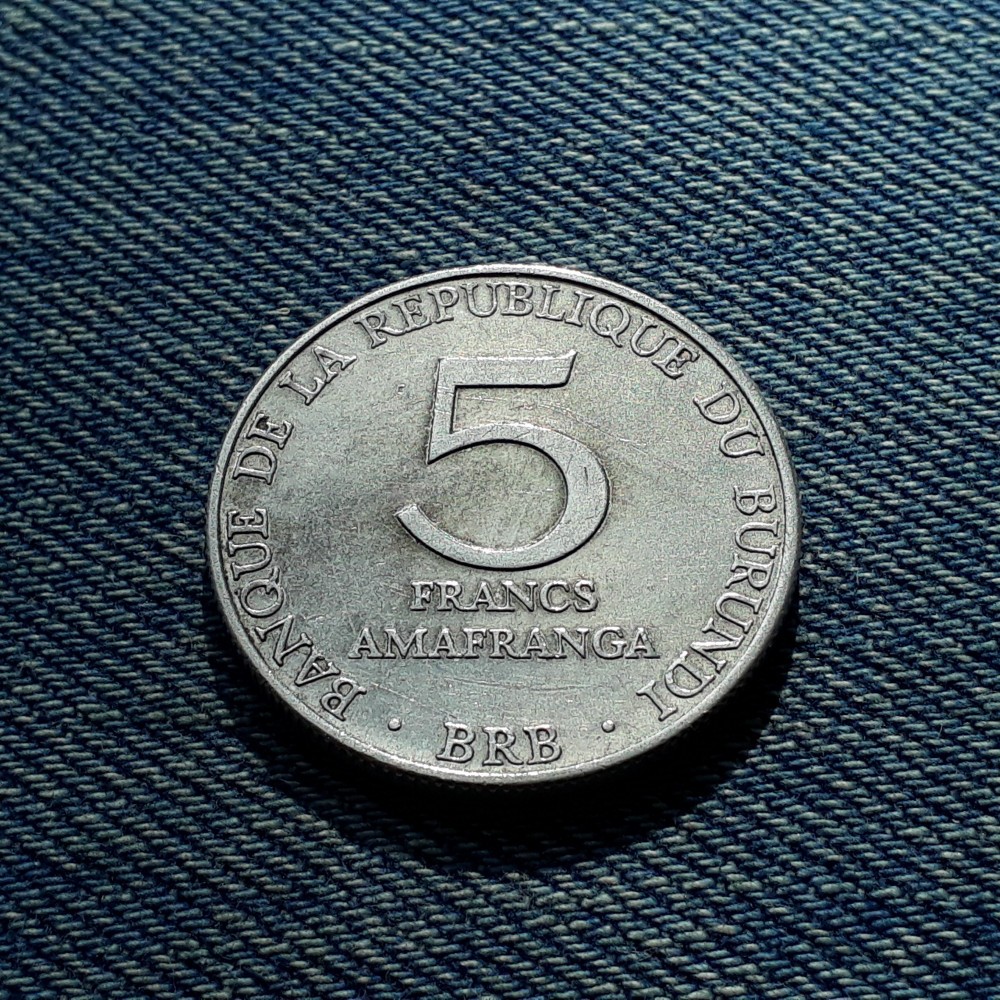 BANQUE DE LA REPUBLIQUE DU BURUNDI
5
FRANCS
AMAFRANGA
· BRB ·